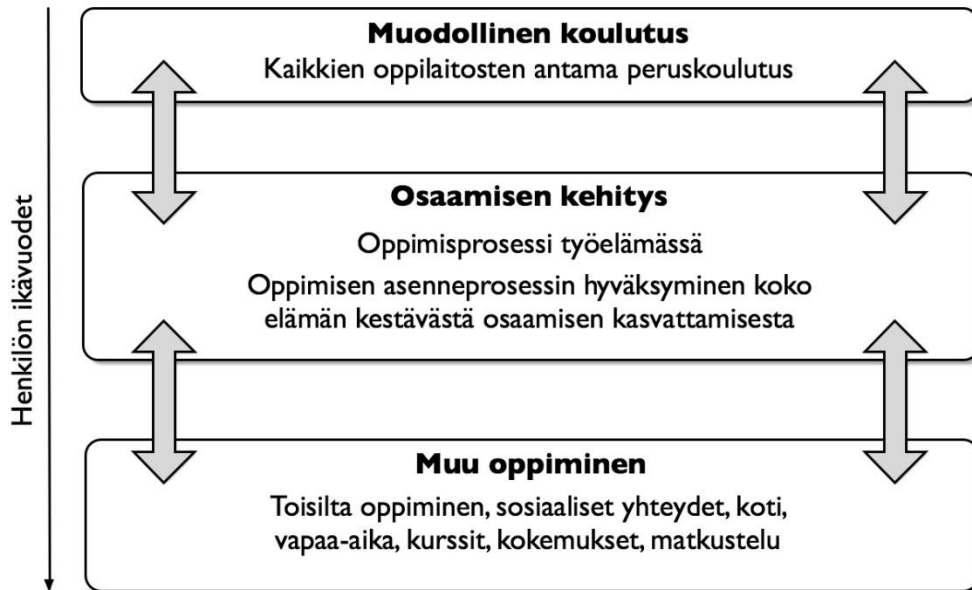 Henkilön ikävuodet
Muodollinen koulutus
Kaikkien oppilaitosten antama peruskoulutus
Osaamisen kehitys
Oppimisprosessi työelämässä
Oppimisen asenneprosessin hyväksyminen koko
elämän kestävästä osaamisen kasvattamisesta
Muu oppiminen
Toisilta oppiminen, sosiaaliset yhteydet, koti,
vapaa-aika, kurssit, kokemukset, matkustelu